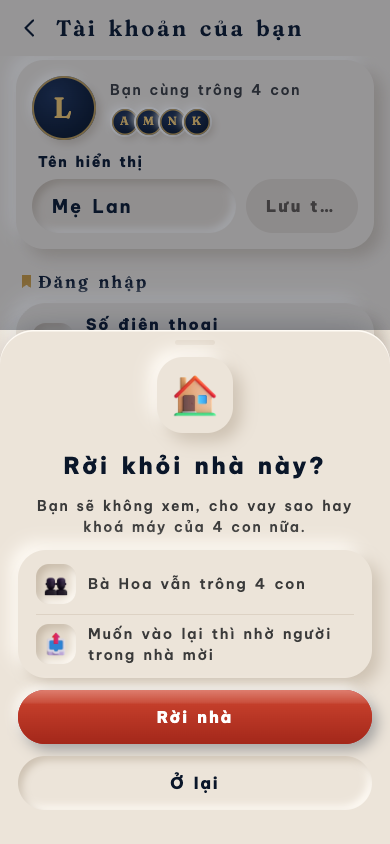 Tài khoản của bạn
L
Bạn cùng trông 4 con
A M N K
Tên hiển thị
Mẹ Lan
Lưu t...
Đăng nhập
Số điện thoại
Rời khỏi nhà này?
Bạn sẽ không xem, cho vay sao hay
khoá máy của 4 con nữa.
Bà Hoa vẫn trông 4 con
Muốn vào lại thì nhờ người
trong nhà mời
Rời nhà
Ở lại